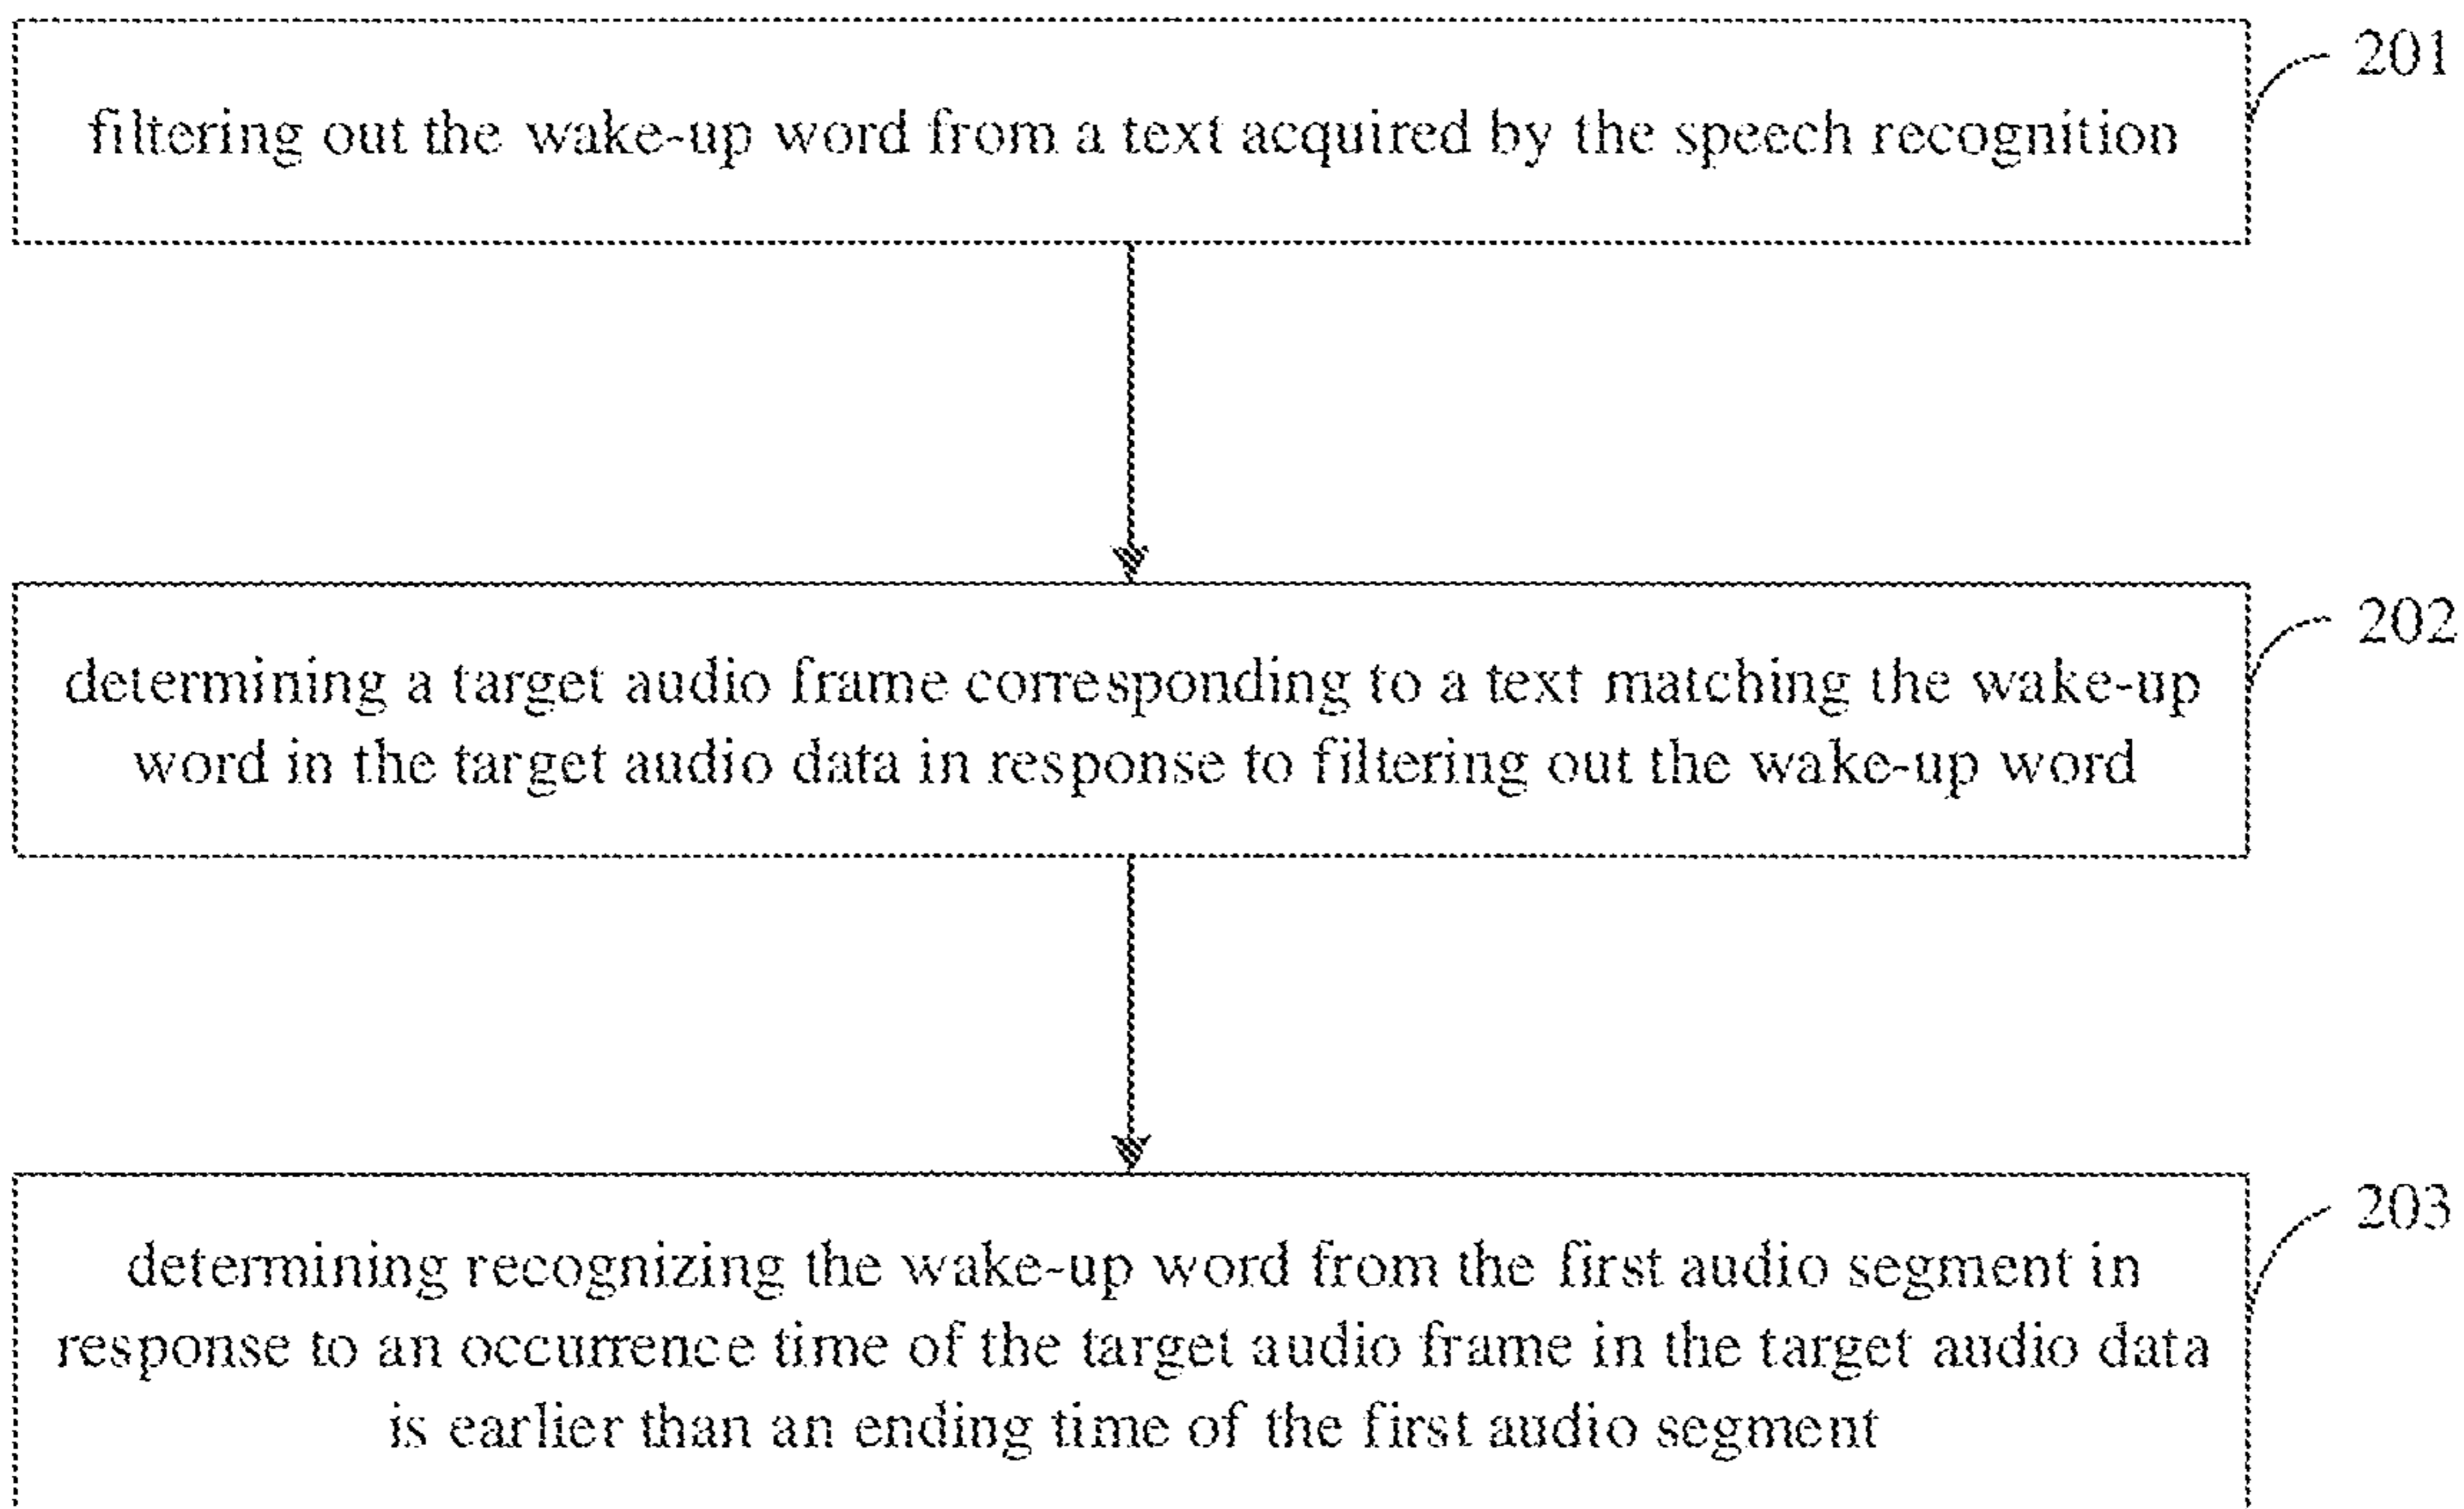 201
filtering out the wake-up word from a text acquired by the speech recognition
202
determining a target audio frame corresponding to a text matching the wake-up
word in the target audio data in response to filtering out the wake-up word
203
determining recognizing the wake-up word from the first audio segment in
response to an occurrence time of the target audio frame in the target audio data
is earlier than an ending time of the first audio segment